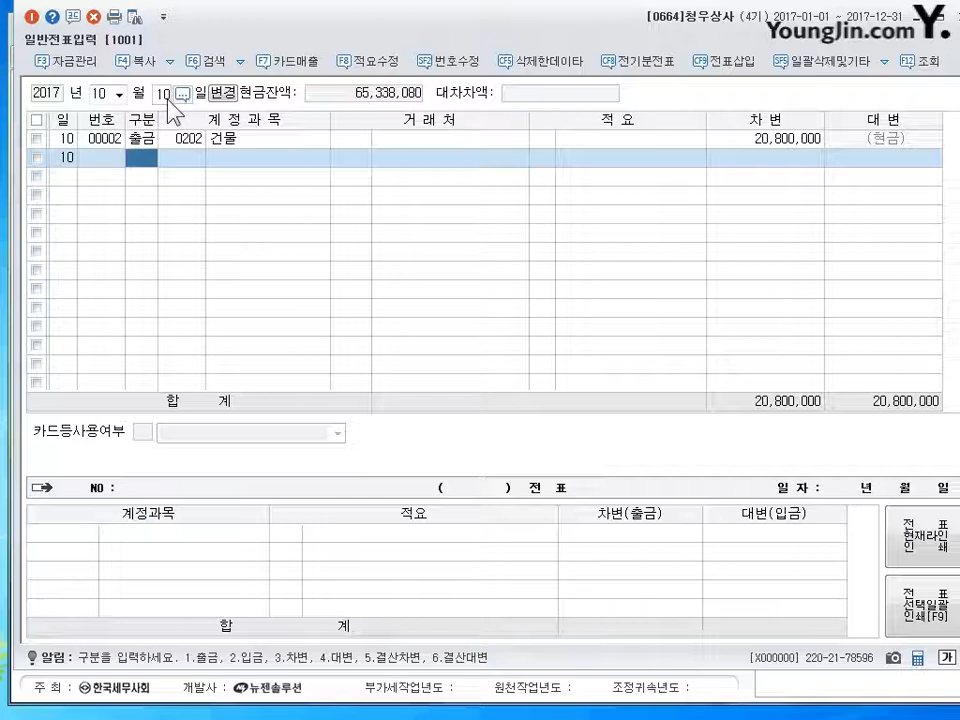 [0664]청우상사 (4기) 2017-01-01 ~ 2017-12-31
YoungJin.com Y.
일반전표입력 [1001]
F3 자금관리 F4 복사 F6 검색 F7 카드매출 F8 적요수정 SF2 번호수정 CF5 삭제한데이타 CF8 전기분전표 CF9 전표삽입 SF5 일괄삭제및기타 F12 조회
2017 년 10 월 10 일 변경 현금잔액: 65,338,080 대차차액:
일 번호 구분 계 정 과 목 거 래 처 적 요 차 변 대 변
10 00002 출금 0202 건물 20,800,000 (현금)
10
합 계 20,800,000 20,800,000
카드등사용여부
NO : ( ) 전 표 일 자 : 년 월 일
계정과목 적요 차변(출금) 대변(입금)
전 표
현재라인
인 쇄
전 표
선택일괄
인쇄[F9]
합 계
알림 : 구분을 입력하세요. 1.출금, 2.입금, 3.차변, 4.대변, 5.결산차변, 6.결산대변 [X000000] 220-21-78596 가
주 회 : 한국세무사회 개발사 : 뉴젠솔루션 부가세작업년도 : 원천작업년도 : 조정귀속년도 :